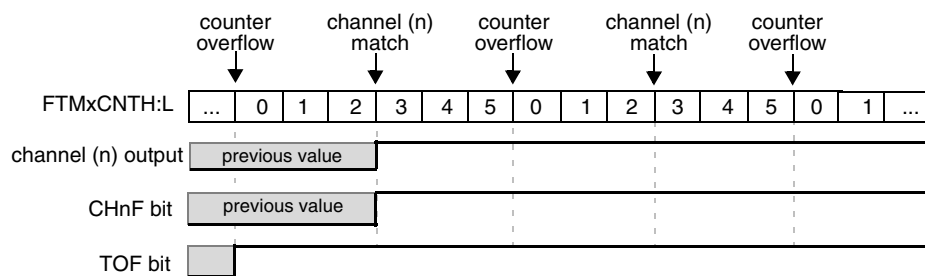 counter
overflow
channel (n)
match
counter
overflow
channel (n)
match
counter
overflow
FTMxCNTH:L
... 0 1 2 3 4 5 0 1 2 3 4 5 0 1 ...
channel (n) output
previous value
CHnF bit
previous value
TOF bit